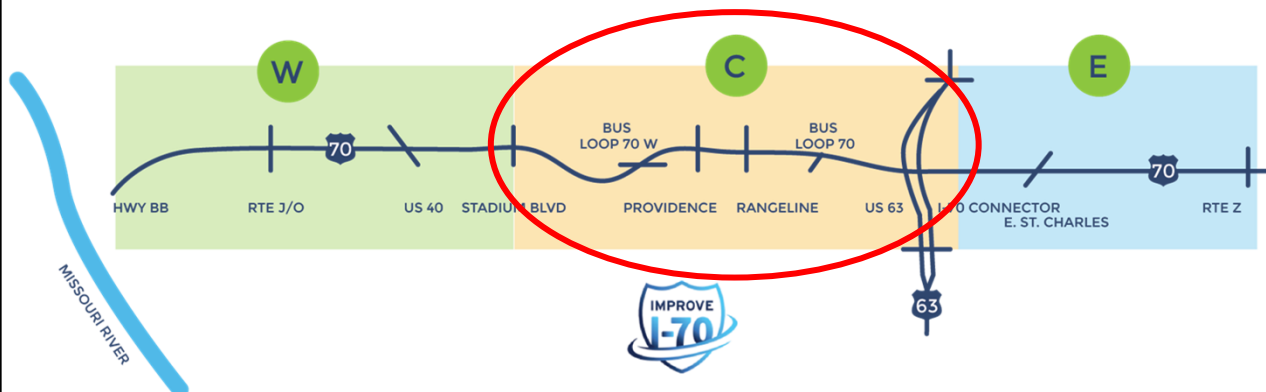 W
C
E
BUS
LOOP 70 W
BUS
LOOP 70
70
70
HWY BB
RTE J/O
US 40
STADIUM BLVD
PROVIDENCE
RANGELINE
US 63
I-70 CONNECTOR
E. ST. CHARLES
RTE Z
MISSOURI RIVER
63
IMPROVE
I-70